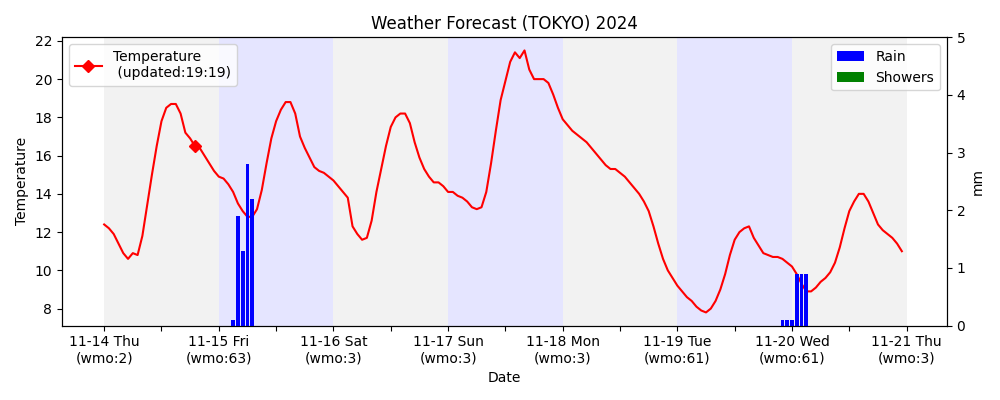 Weather Forecast (TOKYO) 2024
Temperature
(updated:19:19)
Rain
Showers
22
20
18
16
14
12
10
8
Temperature
5
4
3
2
1
0
mm
11-14 Thu
(wmo:2)
11-15 Fri
(wmo:63)
11-16 Sat
(wmo:3)
11-17 Sun
(wmo:3)
11-18 Mon
(wmo:3)
11-19 Tue
(wmo:61)
11-20 Wed
(wmo:61)
11-21 Thu
(wmo:3)
Date